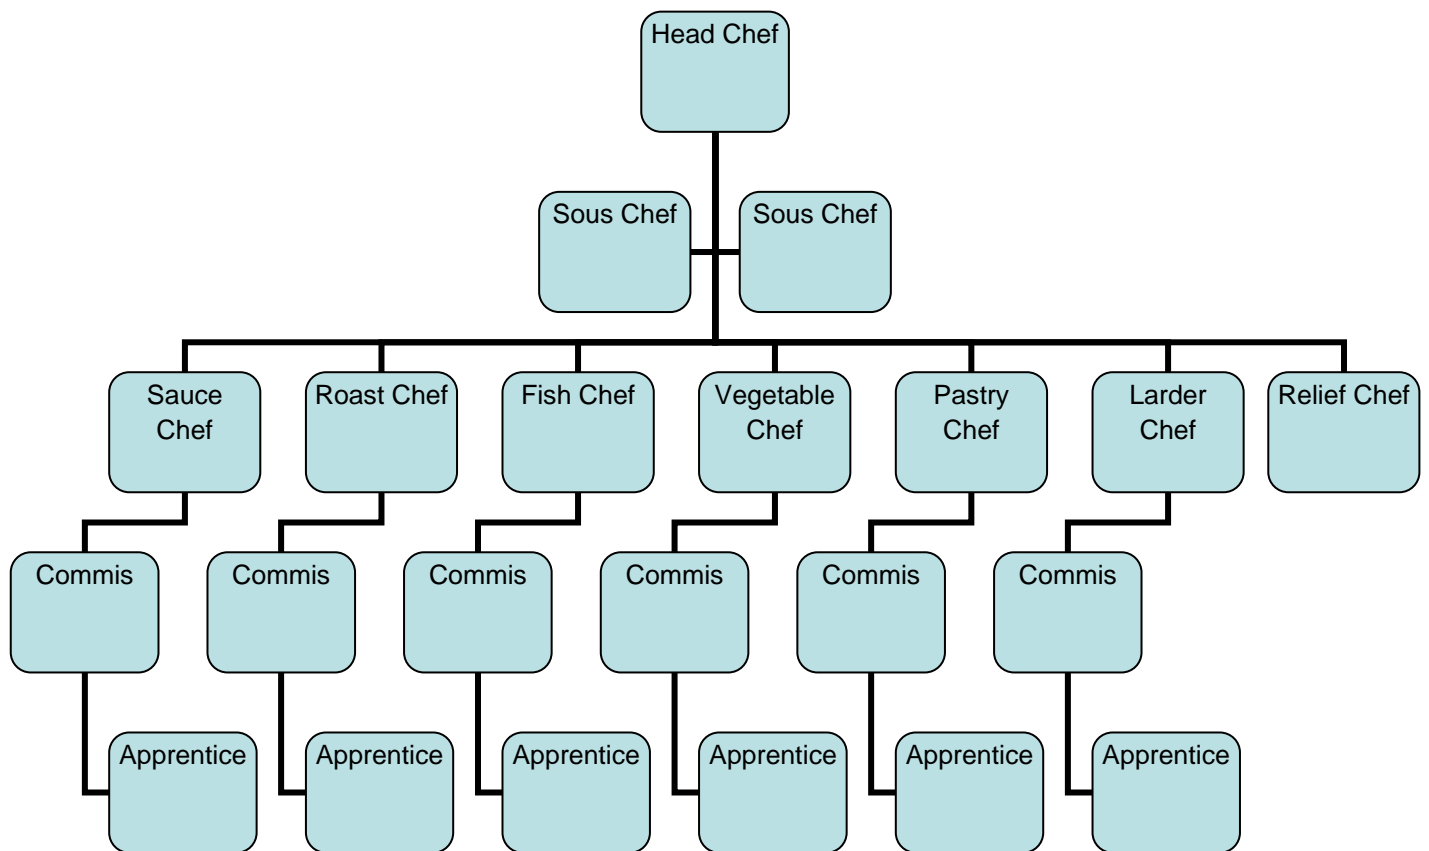 Head Chef
Sous Chef
Sous Chef
Sauce
Chef
Roast Chef
Fish Chef
Vegetable
Chef
Pastry
Chef
Larder
Chef
Relief Chef
Commis
Commis
Commis
Commis
Commis
Commis
Apprentice
Apprentice
Apprentice
Apprentice
Apprentice
Apprentice